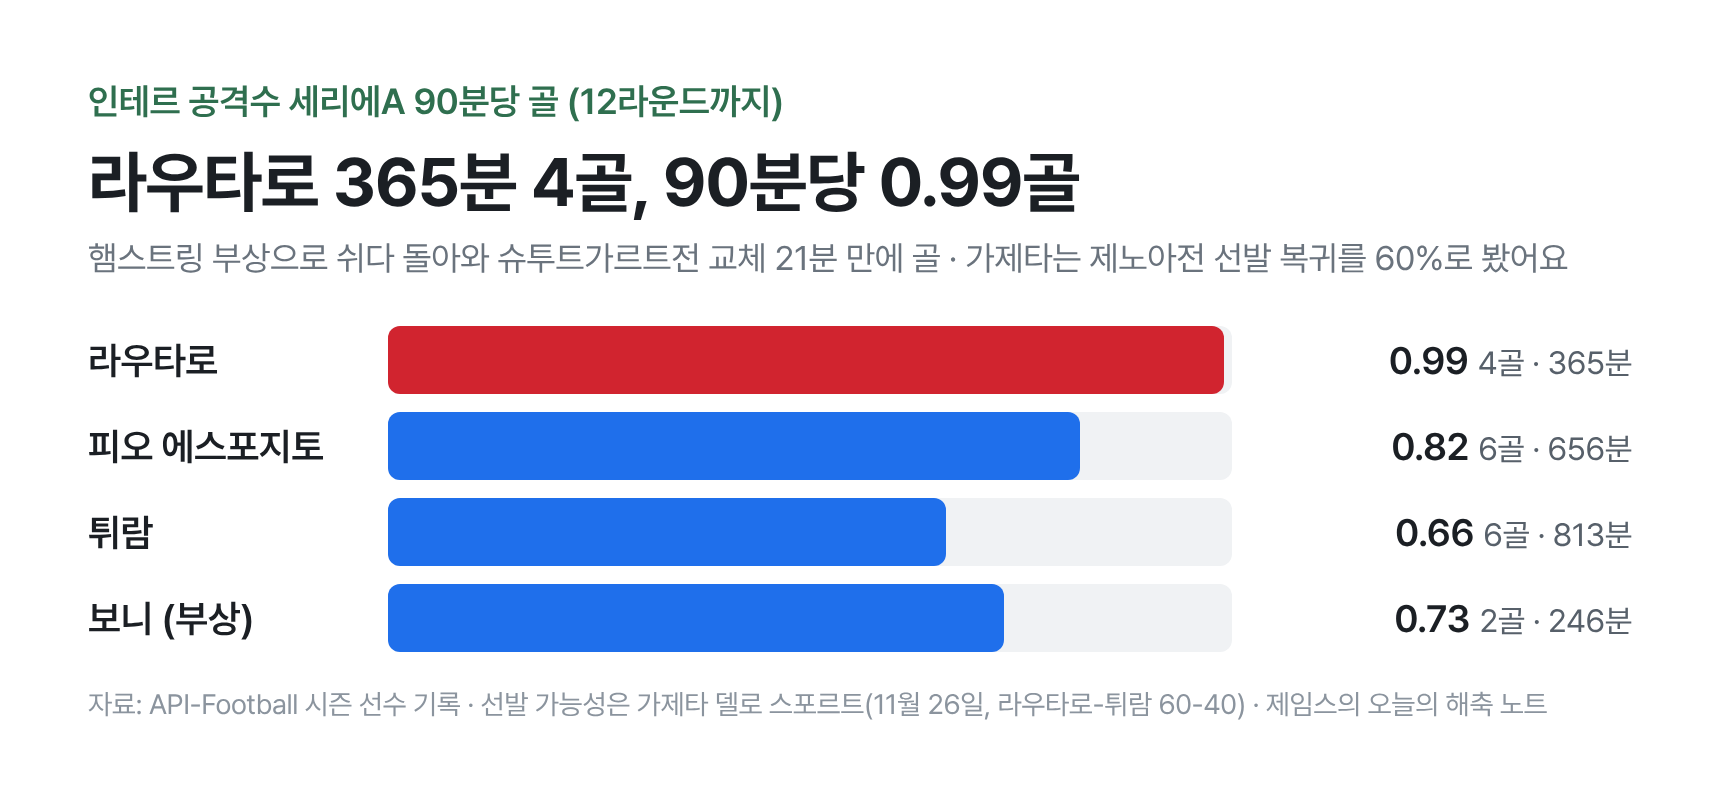 인테르 공격수 세리에A 90분당 골 (12라운드까지)
라우타로 365분 4골, 90분당 0.99골
햄스트링 부상으로 쉬다 돌아와 슈투트가르트전 교체 21분 만에 골 · 가제타는 제노아전 선발 복귀를 60%로 봤어요
라우타로 0.99 4골 · 365분
피오 에스포지토 0.82 6골 · 656분
튀람 0.66 6골 · 813분
보니 (부상) 0.73 2골 · 246분
자료: API-Football 시즌 선수 기록 · 선발 가능성은 가제타 델로 스포르트(11월 26일, 라우타로-튀람 60-40) · 제임스의 오늘의 해축 노트